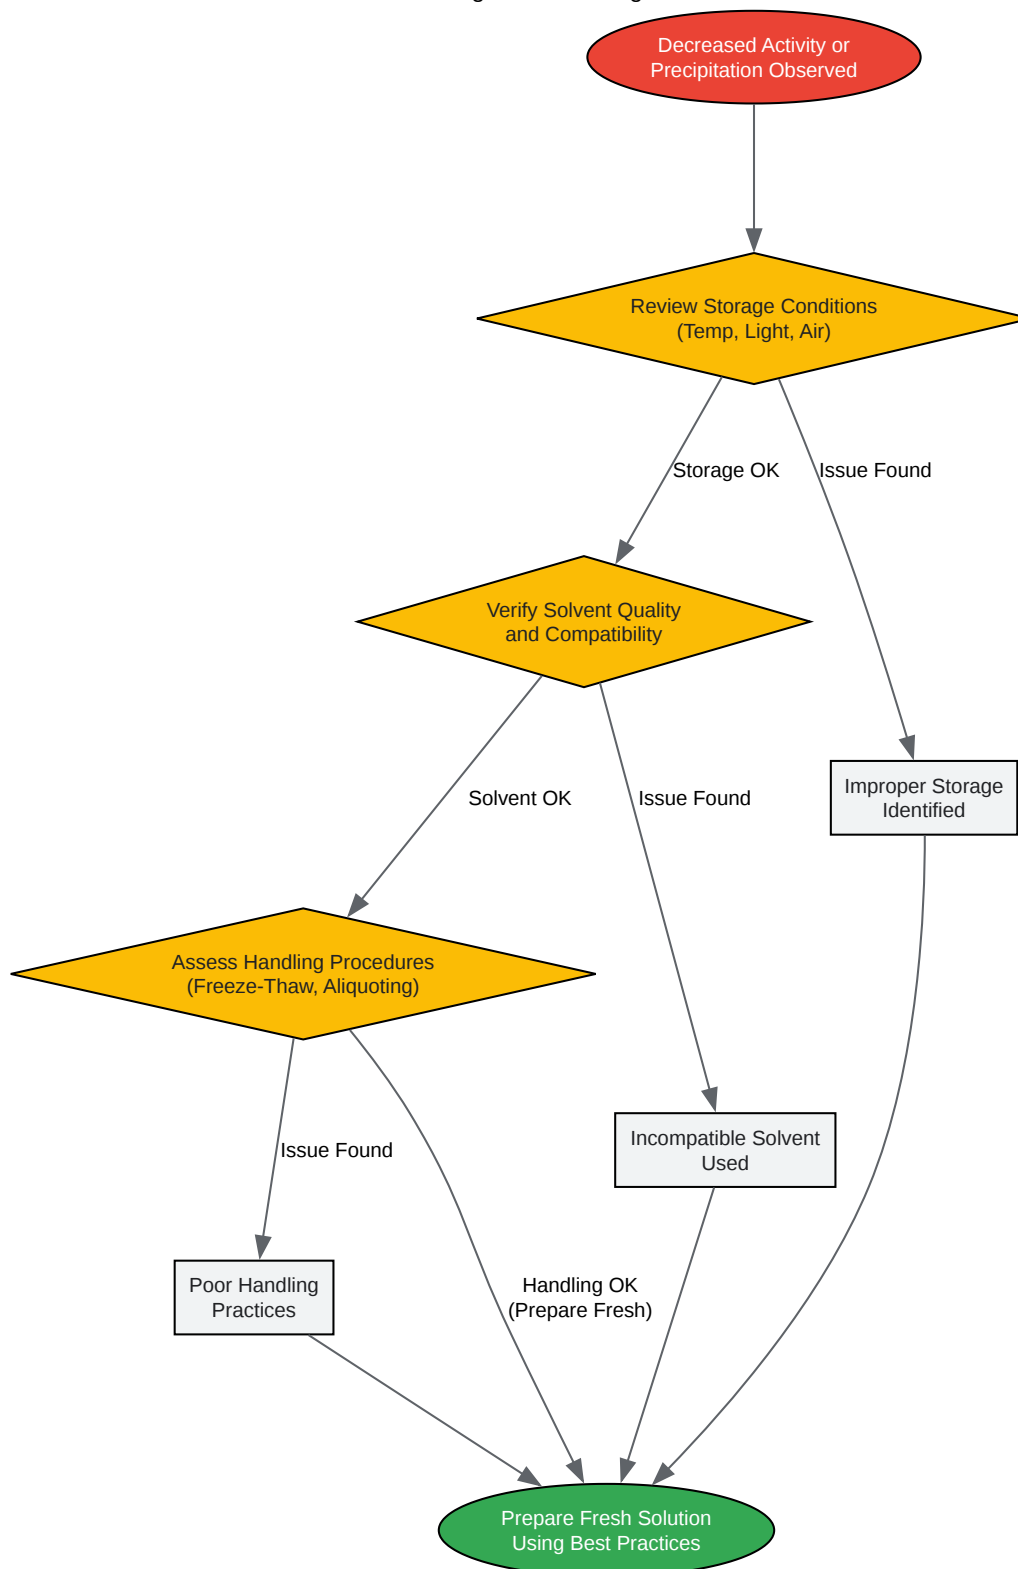 Decreased Activity or
Precipitation Observed
Review Storage Conditions
(Temp, Light, Air)
Storage OK
Issue Found
Verify Solvent Quality
and Compatibility
Improper Storage
Identified
Solvent OK
Issue Found
Assess Handling Procedures
(Freeze-Thaw, Aliquoting)
Incompatible Solvent
Used
Issue Found
Poor Handling
Practices
Handling OK
(Prepare Fresh)
Prepare Fresh Solution
Using Best Practices